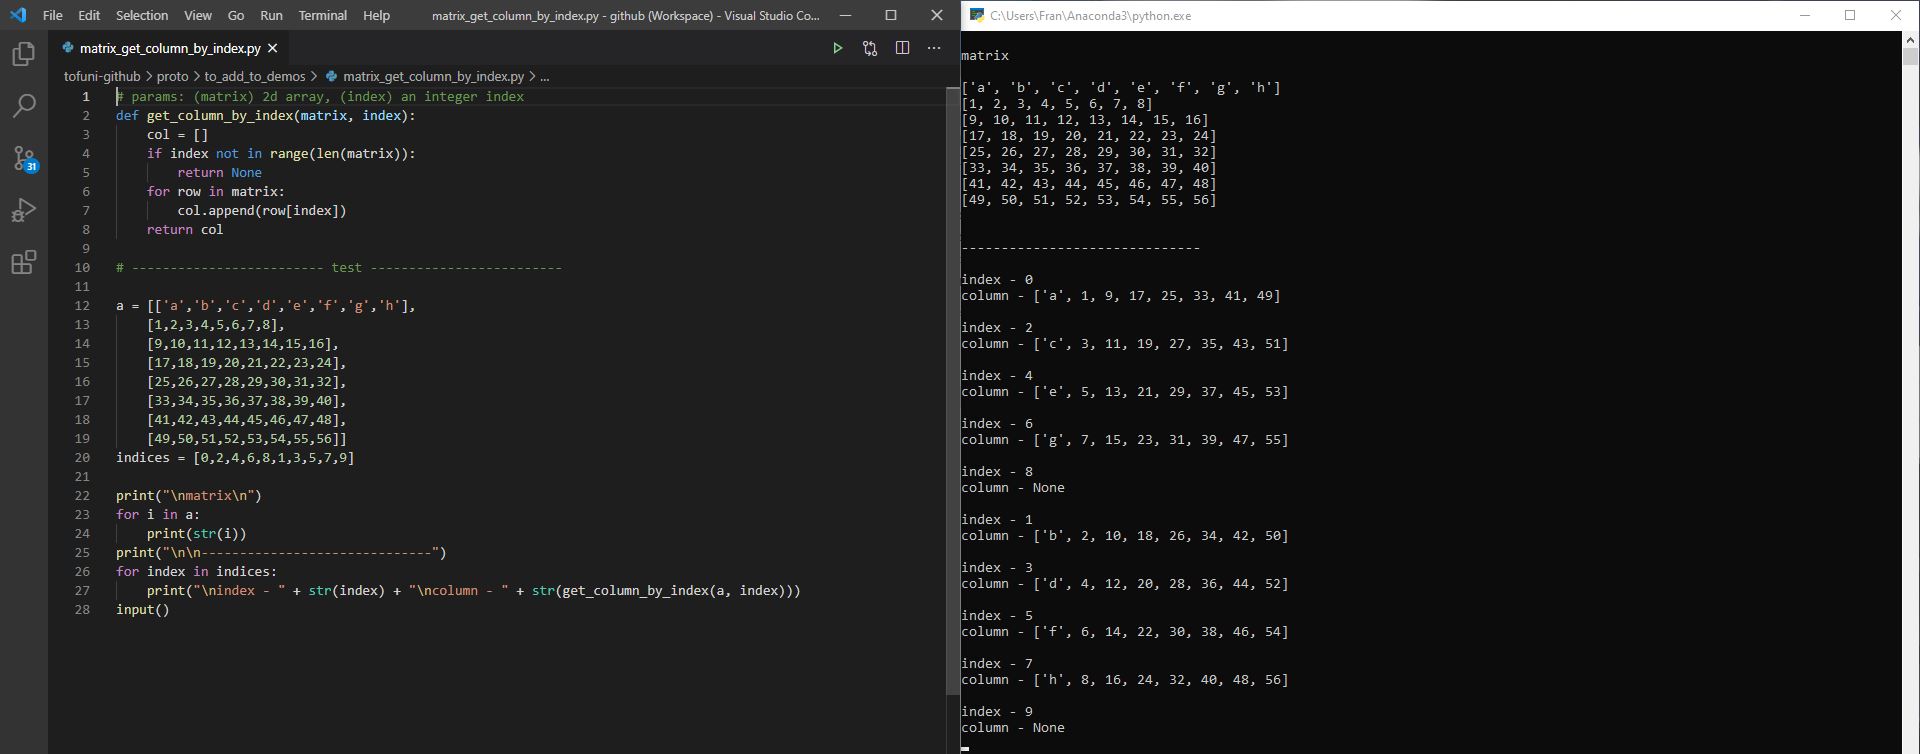 File Edit Selection View Go Run Terminal Help matrix_get_column_by_index.py - github (Workspace) - Visual Studio Co...
matrix_get_column_by_index.py
tofuni-github > proto > to_add_to_demos > matrix_get_column_by_index.py > ...
31
1 # params: (matrix) 2d array, (index) an integer index
2 def get_column_by_index(matrix, index):
3     col = []
4     if index not in range(len(matrix)):
5         return None
6     for row in matrix:
7         col.append(row[index])
8     return col
9
10 # ------------------------- test -------------------------
11
12 a = [['a','b','c','d','e','f','g','h'],
13     [1,2,3,4,5,6,7,8],
14     [9,10,11,12,13,14,15,16],
15     [17,18,19,20,21,22,23,24],
16     [25,26,27,28,29,30,31,32],
17     [33,34,35,36,37,38,39,40],
18     [41,42,43,44,45,46,47,48],
19     [49,50,51,52,53,54,55,56]]
20 indices = [0,2,4,6,8,1,3,5,7,9]
21
22 print("\nmatrix\n")
23 for i in a:
24     print(str(i))
25 print("\n\n------------------------------")
26 for index in indices:
27     print("\nindex - " + str(index) + "\ncolumn - " + str(get_column_by_index(a, index)))
28 input()
C:\Users\Fran\Anaconda3\python.exe
matrix
['a', 'b', 'c', 'd', 'e', 'f', 'g', 'h']
[1, 2, 3, 4, 5, 6, 7, 8]
[9, 10, 11, 12, 13, 14, 15, 16]
[17, 18, 19, 20, 21, 22, 23, 24]
[25, 26, 27, 28, 29, 30, 31, 32]
[33, 34, 35, 36, 37, 38, 39, 40]
[41, 42, 43, 44, 45, 46, 47, 48]
[49, 50, 51, 52, 53, 54, 55, 56]
------------------------------
index - 0
column - ['a', 1, 9, 17, 25, 33, 41, 49]
index - 2
column - ['c', 3, 11, 19, 27, 35, 43, 51]
index - 4
column - ['e', 5, 13, 21, 29, 37, 45, 53]
index - 6
column - ['g', 7, 15, 23, 31, 39, 47, 55]
index - 8
column - None
index - 1
column - ['b', 2, 10, 18, 26, 34, 42, 50]
index - 3
column - ['d', 4, 12, 20, 28, 36, 44, 52]
index - 5
column - ['f', 6, 14, 22, 30, 38, 46, 54]
index - 7
column - ['h', 8, 16, 24, 32, 40, 48, 56]
index - 9
column - None